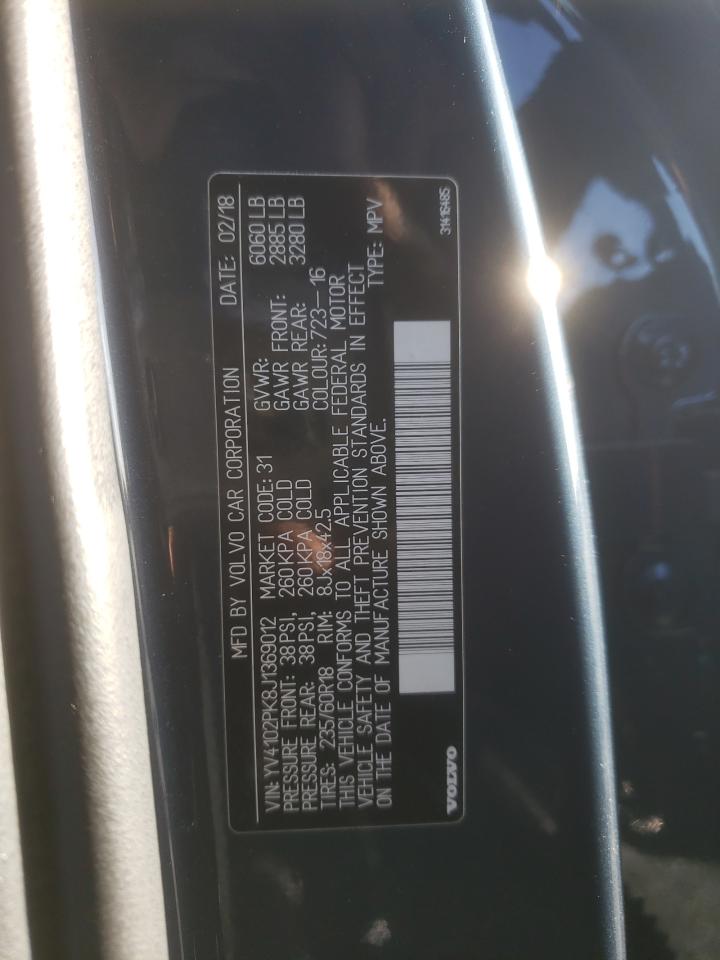 MFD BY VOLVO CAR CORPORATION DATE: 02/18
VIN: YV4102PK8J1369012 MARKET CODE: 31 GVWR: 6060 LB
PRESSURE FRONT: 38PSI, 260KPA COLD GAWR FRONT: 2885 LB
PRESSURE REAR: 38PSI, 260KPA COLD GAWR REAR: 3280 LB
TIRES: 235/60R18 RIM: 8Jx18x42.5 COLOUR: 723-16
THIS VEHICLE CONFORMS TO ALL APPLICABLE FEDERAL MOTOR
VEHICLE SAFETY AND THEFT PREVENTION STANDARDS IN EFFECT
ON THE DATE OF MANUFACTURE SHOWN ABOVE. TYPE: MPV
VOLVO 31416485